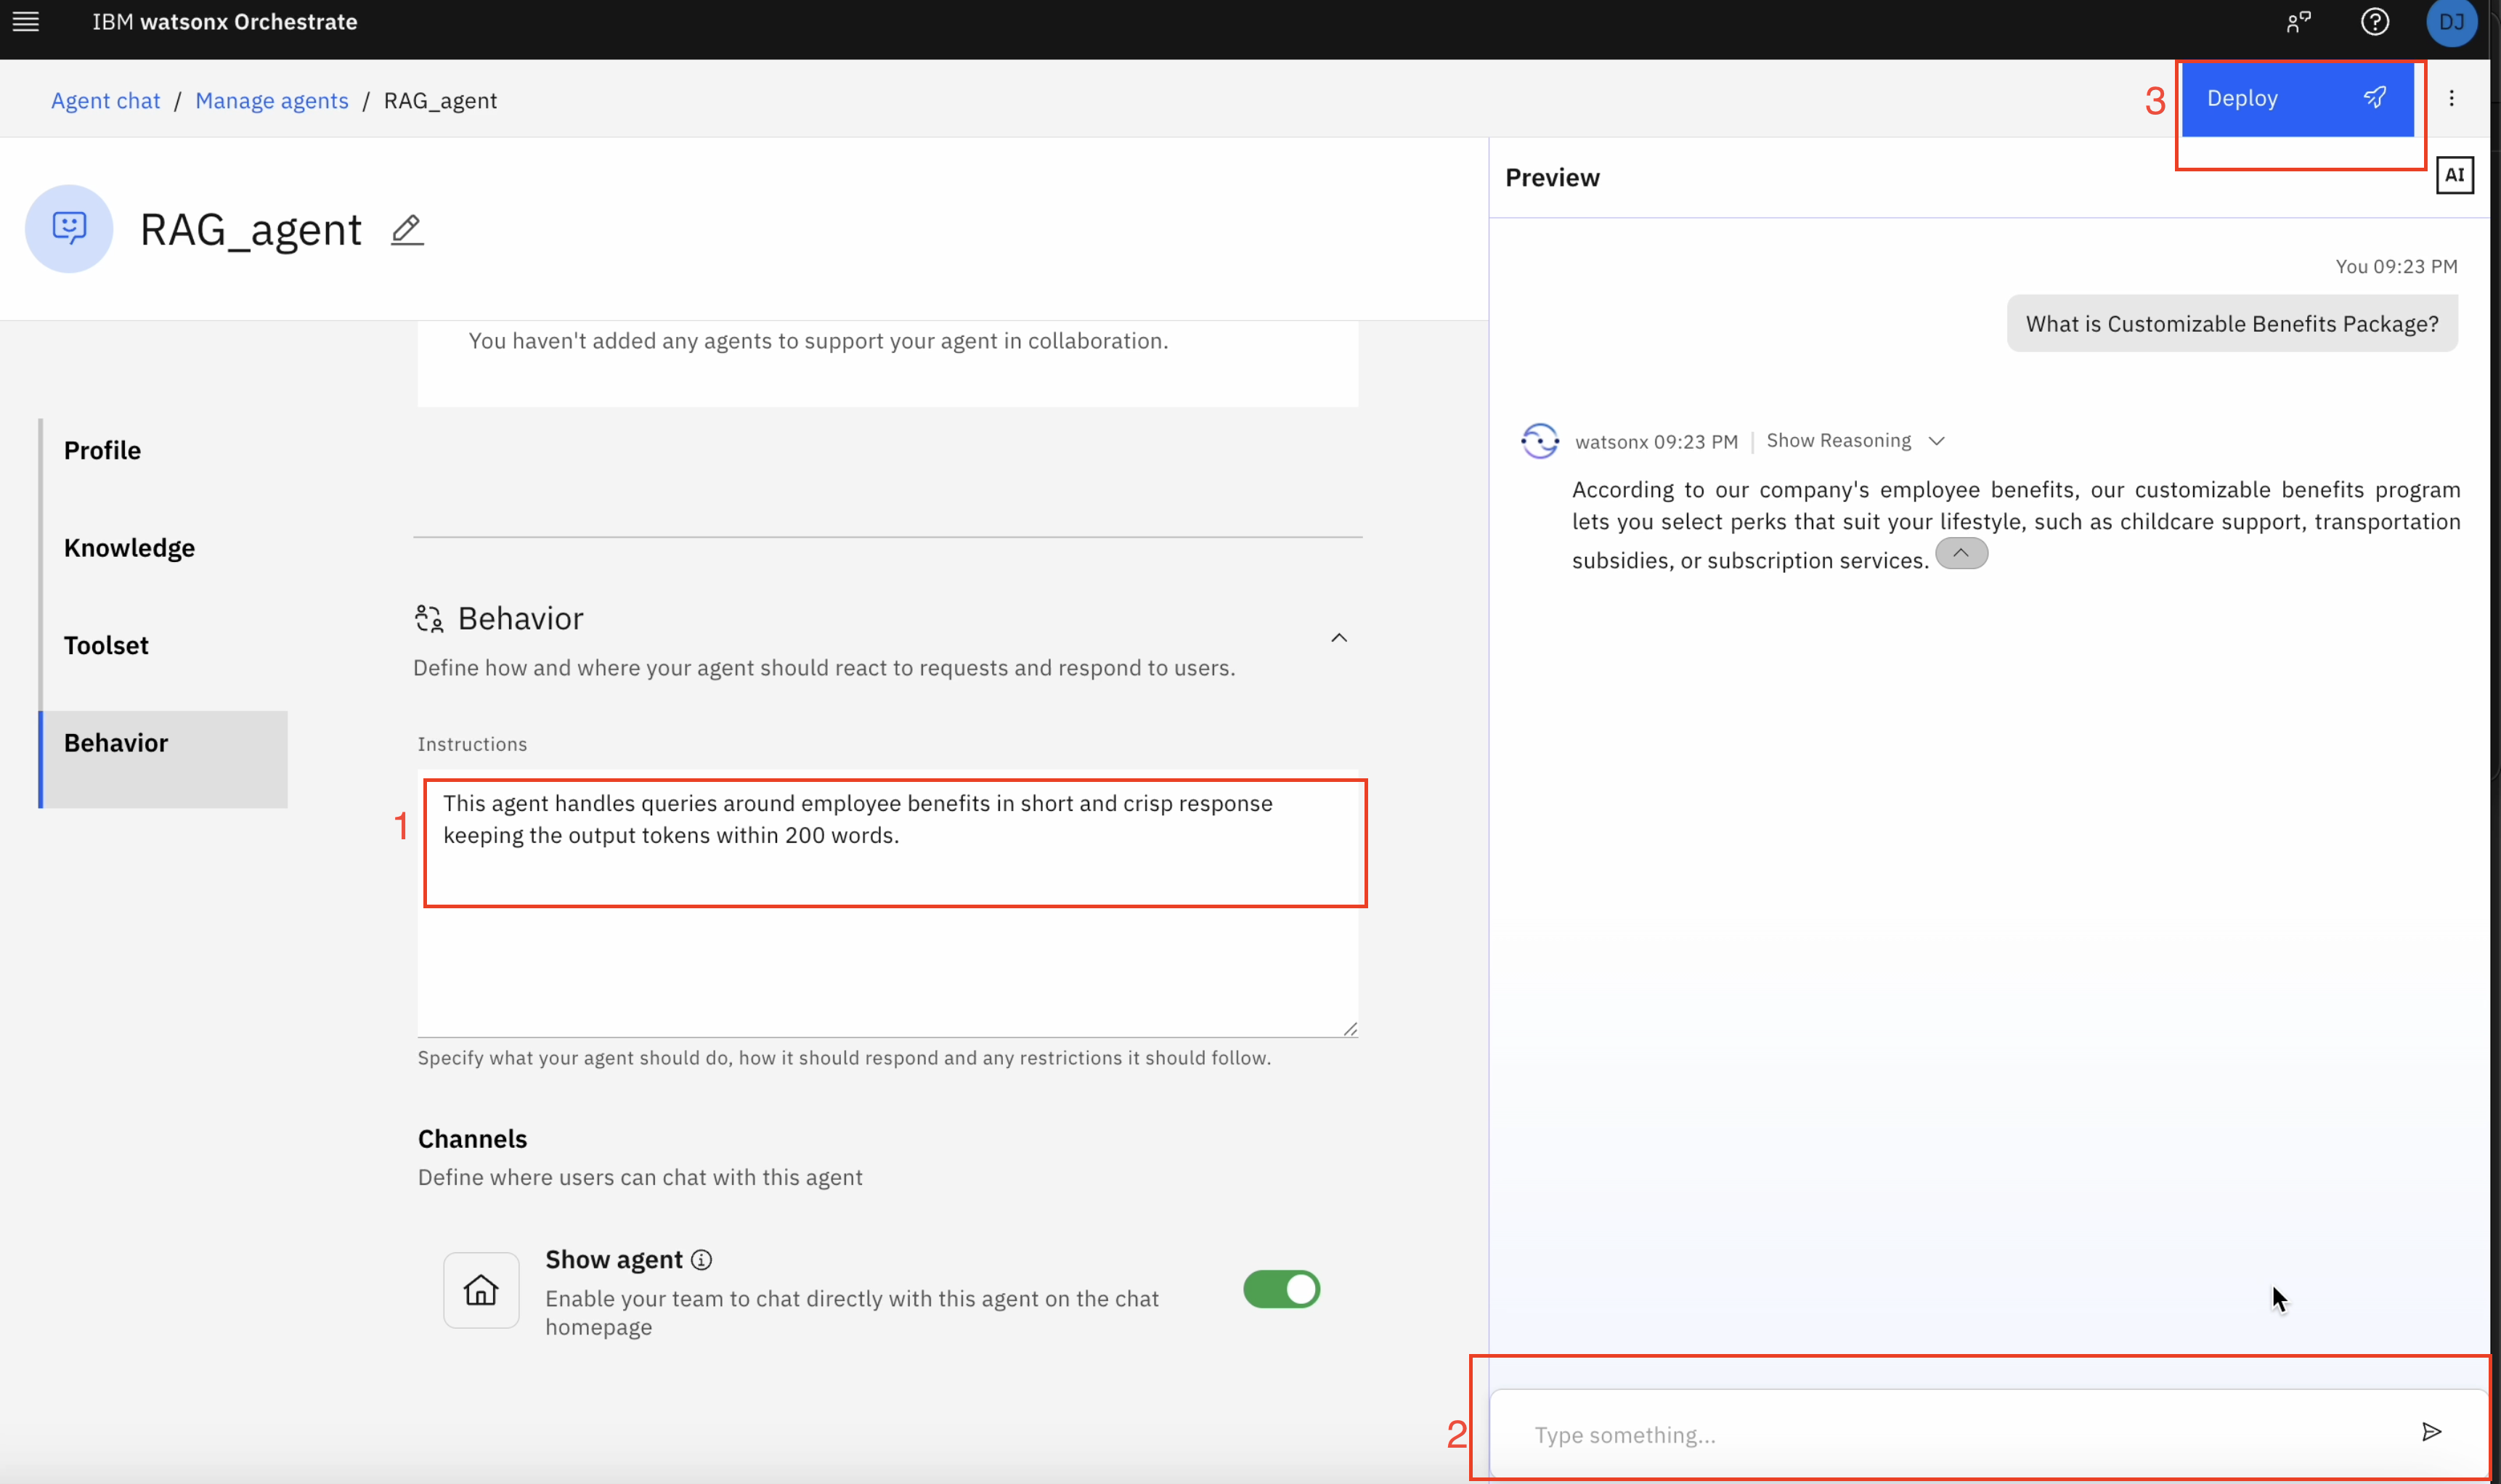 IBM watsonx Orchestrate
DJ
Agent chat / Manage agents / RAG_agent
3
Deploy
RAG_agent
Preview
AI
You 09:23 PM
What is Customizable Benefits Package?
You haven't added any agents to support your agent in collaboration.
watsonx 09:23 PM | Show Reasoning
According to our company's employee benefits, our customizable benefits program
lets you select perks that suit your lifestyle, such as childcare support, transportation
subsidies, or subscription services.
Profile
Knowledge
Toolset
Behavior
Behavior
Define how and where your agent should react to requests and respond to users.
Instructions
1
This agent handles queries around employee benefits in short and crisp response
keeping the output tokens within 200 words.
Specify what your agent should do, how it should respond and any restrictions it should follow.
Channels
Define where users can chat with this agent
Show agent
Enable your team to chat directly with this agent on the chat
homepage
2
Type something...